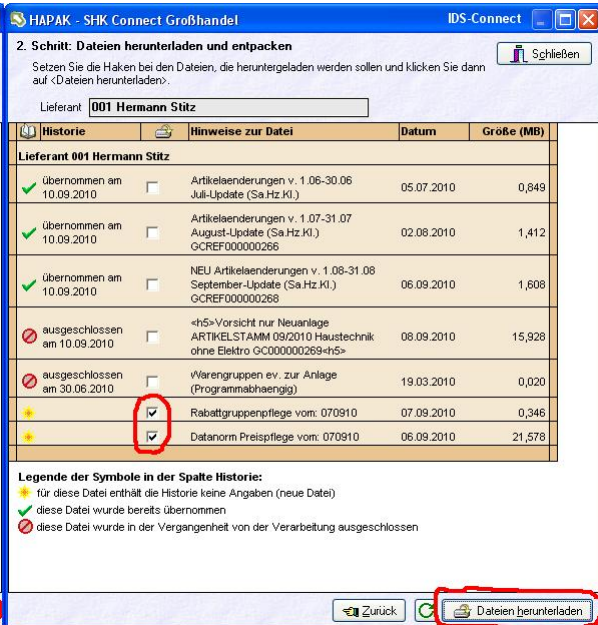 HAPAK - SHK Connect Großhandel IDS-Connect
2. Schritt: Dateien herunterladen und entpacken
Setzen Sie die Haken bei den Dateien, die heruntergeladen werden sollen und klicken Sie dann
auf <Dateien herunterladen>.
Schließen
Lieferant 001 Hermann Stitz
Historie Hinweise zur Datei Datum Größe (MB)
Lieferant 001 Hermann Stitz
übernommen am
10.09.2010
Artikelaenderungen v. 1.06-30.06
Juli-Update (Sa.Hz.Kl.)
05.07.2010 0,849
übernommen am
10.09.2010
Artikelaenderungen v. 1.07-31.07
August-Update (Sa.Hz.Kl.)
GCREF000000266
02.08.2010 1,412
übernommen am
10.09.2010
NEU Artikelaenderungen v. 1.08-31.08
September-Update (Sa.Hz.Kl.)
GCREF000000268
06.09.2010 1,608
ausgeschlossen
am 10.09.2010
<h5>Vorsicht nur Neuanlage
ARTIKELSTAMM 09/2010 Haustechnik
ohne Elektro GC000000269<h5>
08.09.2010 15,928
ausgeschlossen
am 30.06.2010
Warengruppen ev. zur Anlage
(Programmabhaengig)
19.03.2010 0,020
Rabattgruppenpflege vom: 070910 07.09.2010 0,346
Datanorm Preispflege vom: 070910 06.09.2010 21,578
Legende der Symbole in der Spalte Historie:
für diese Datei enthält die Historie keine Angaben (neue Datei)
diese Datei wurde bereits übernommen
diese Datei wurde in der Vergangenheit von der Verarbeitung ausgeschlossen
Zurück Dateien herunterladen